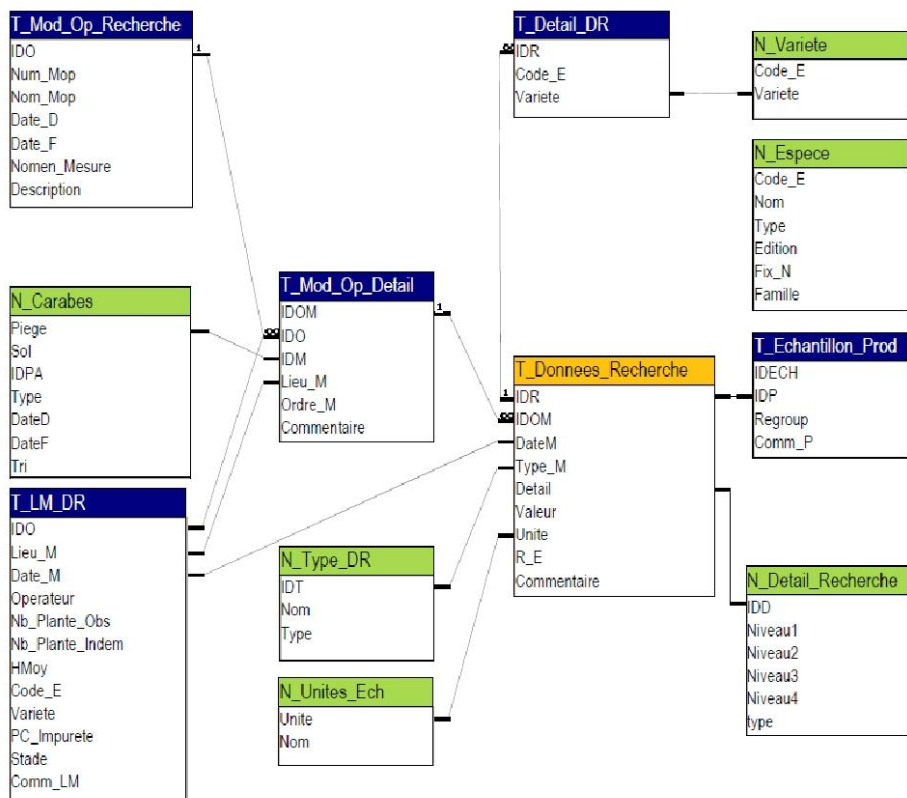 T_Mod_Op_Recherche
IDO
Num_Mop
Nom_Mop
Date_D
Date_F
Nomen_Mesure
Description
1
T_Detail_DR
IDR
Code_E
Variete
∞
N_Variete
Code_E
Variete
N_Espece
Code_E
Nom
Type
Edition
Fix_N
Famille
N_Carabes
Piege
Sol
IDPA
Type
DateD
DateF
Tri
T_Mod_Op_Detail
IDOM
IDO
IDM
Lieu_M
Ordre_M
Commentaire
∞
1
T_Donnees_Recherche
IDR
IDOM
DateM
Type_M
Detail
Valeur
Unite
R_E
Commentaire
1
∞
T_Echantillon_Prod
IDECH
IDP
Regroup
Comm_P
T_LM_DR
IDO
Lieu_M
Date_M
Operateur
Nb_Plante_Obs
Nb_Plante_Indem
HMoy
Code_E
Variete
PC_Impurete
Stade
Comm_LM
N_Type_DR
IDT
Nom
Type
N_Unites_Ech
Unite
Nom
N_Detail_Recherche
IDD
Niveau1
Niveau2
Niveau3
Niveau4
type